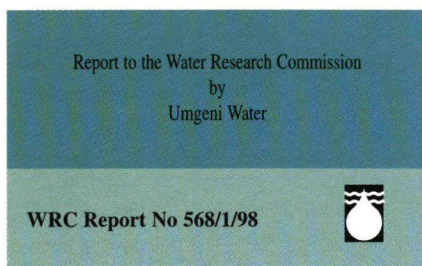 Report to the Water Research Commission
by
Umgeni Water
WRC Report No 568/1/98